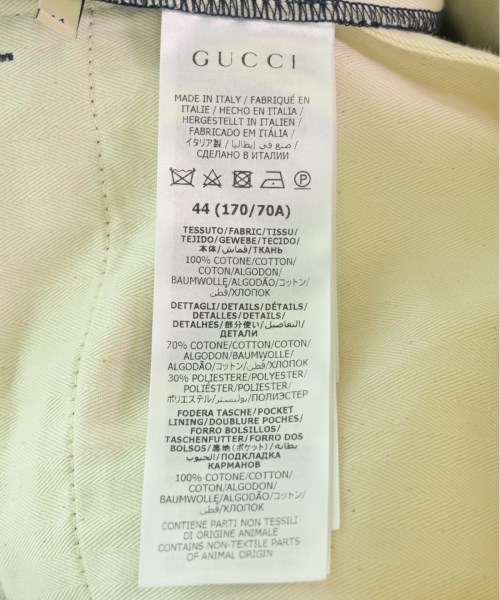 GUCCI
MADE IN ITALY / FABRIQUÉ EN
ITALIE / HECHO EN ITALIA /
HERGESTELLT IN ITALIEN /
FABRICADO EM ITÁLIA /
イタリア製 / صنع في إيطاليا /
СДЕЛАНО В ИТАЛИИ
44 (170/70A)
TESSUTO/FABRIC/TISSU/
TEJIDO/GEWEBE/TECIDO/
本体/قماش/ТКАНЬ
100% COTONE/COTTON/
COTON/ALGODON/
BAUMWOLLE/ALGODÃO/コットン/
قطن/ХЛОПОК
DETTAGLI/DETAILS/DÉTAILS/
DETALLES/DETAILS/
DETALHES/部分使い/التفاصيل/
ДЕТАЛИ
70% COTONE/COTTON/COTON/
ALGODON/BAUMWOLLE/
ALGODÃO/コットン/قطن/ХЛОПОК
30% POLIESTERE/POLYESTER/
POLIÉSTER/POLYESTER/
ポリエステル/بوليستر/ПОЛИЭСТЕР
FODERA TASCHE/POCKET
LINING/DOUBLURE POCHES/
FORRO BOLSILLOS/
TASCHENFUTTER/FORRO DOS
BOLSOS/裏地(ポケット)/بطانة
الجيوب/ПОДКЛАДКА
КАРМАНОВ
100% COTONE/COTTON/
COTON/ALGODON/
BAUMWOLLE/ALGODÃO/コットン/
قطن/ХЛОПОК
CONTIENE PARTI NON TESSILI
DI ORIGINE ANIMALE
CONTAINS NON-TEXTILE PARTS
OF ANIMAL ORIGIN